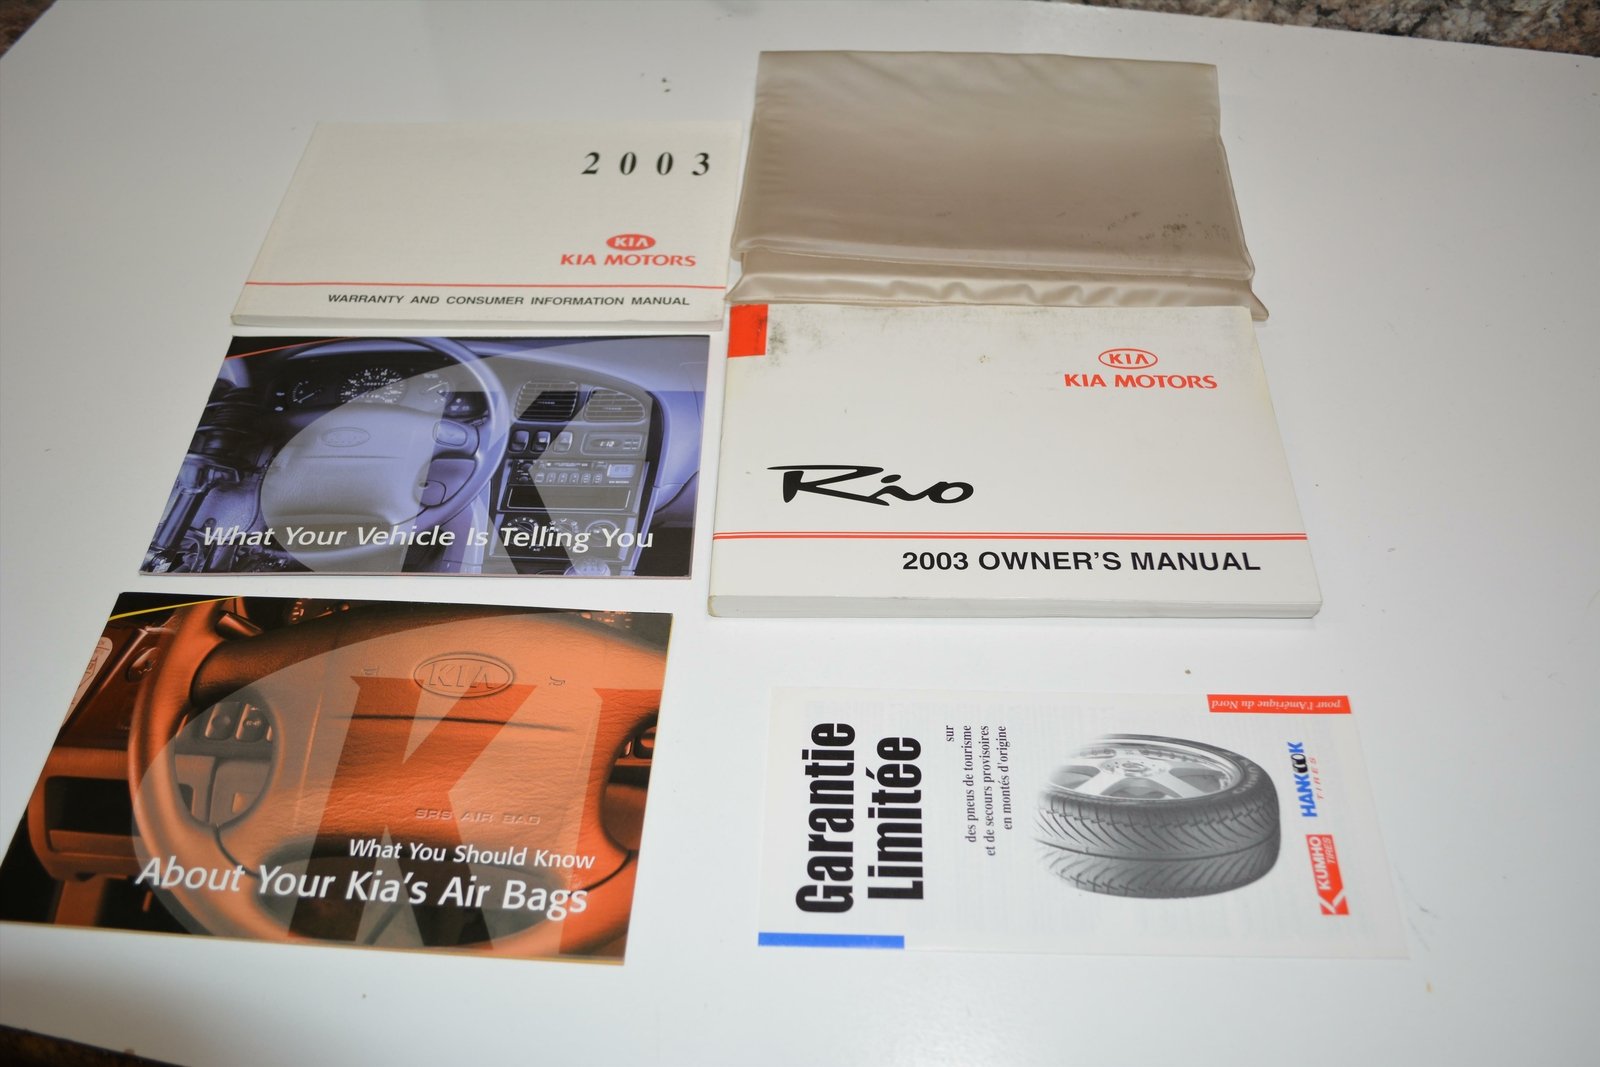 2003
KIA
KIA MOTORS
WARRANTY AND CONSUMER INFORMATION MANUAL
KIA
KIA MOTORS
Rio
2003 OWNER'S MANUAL
What Your Vehicle Is Telling You
KIA
SRS AIR BAG
What You Should Know
About Your Kia's Air Bags
Garantie
Limitée
sur
des pneus de tourisme
et de secours provisoires
en montés d'origine
pour l'Amérique du Nord
HANKOOK
TIRES
KUMHO
TIRES